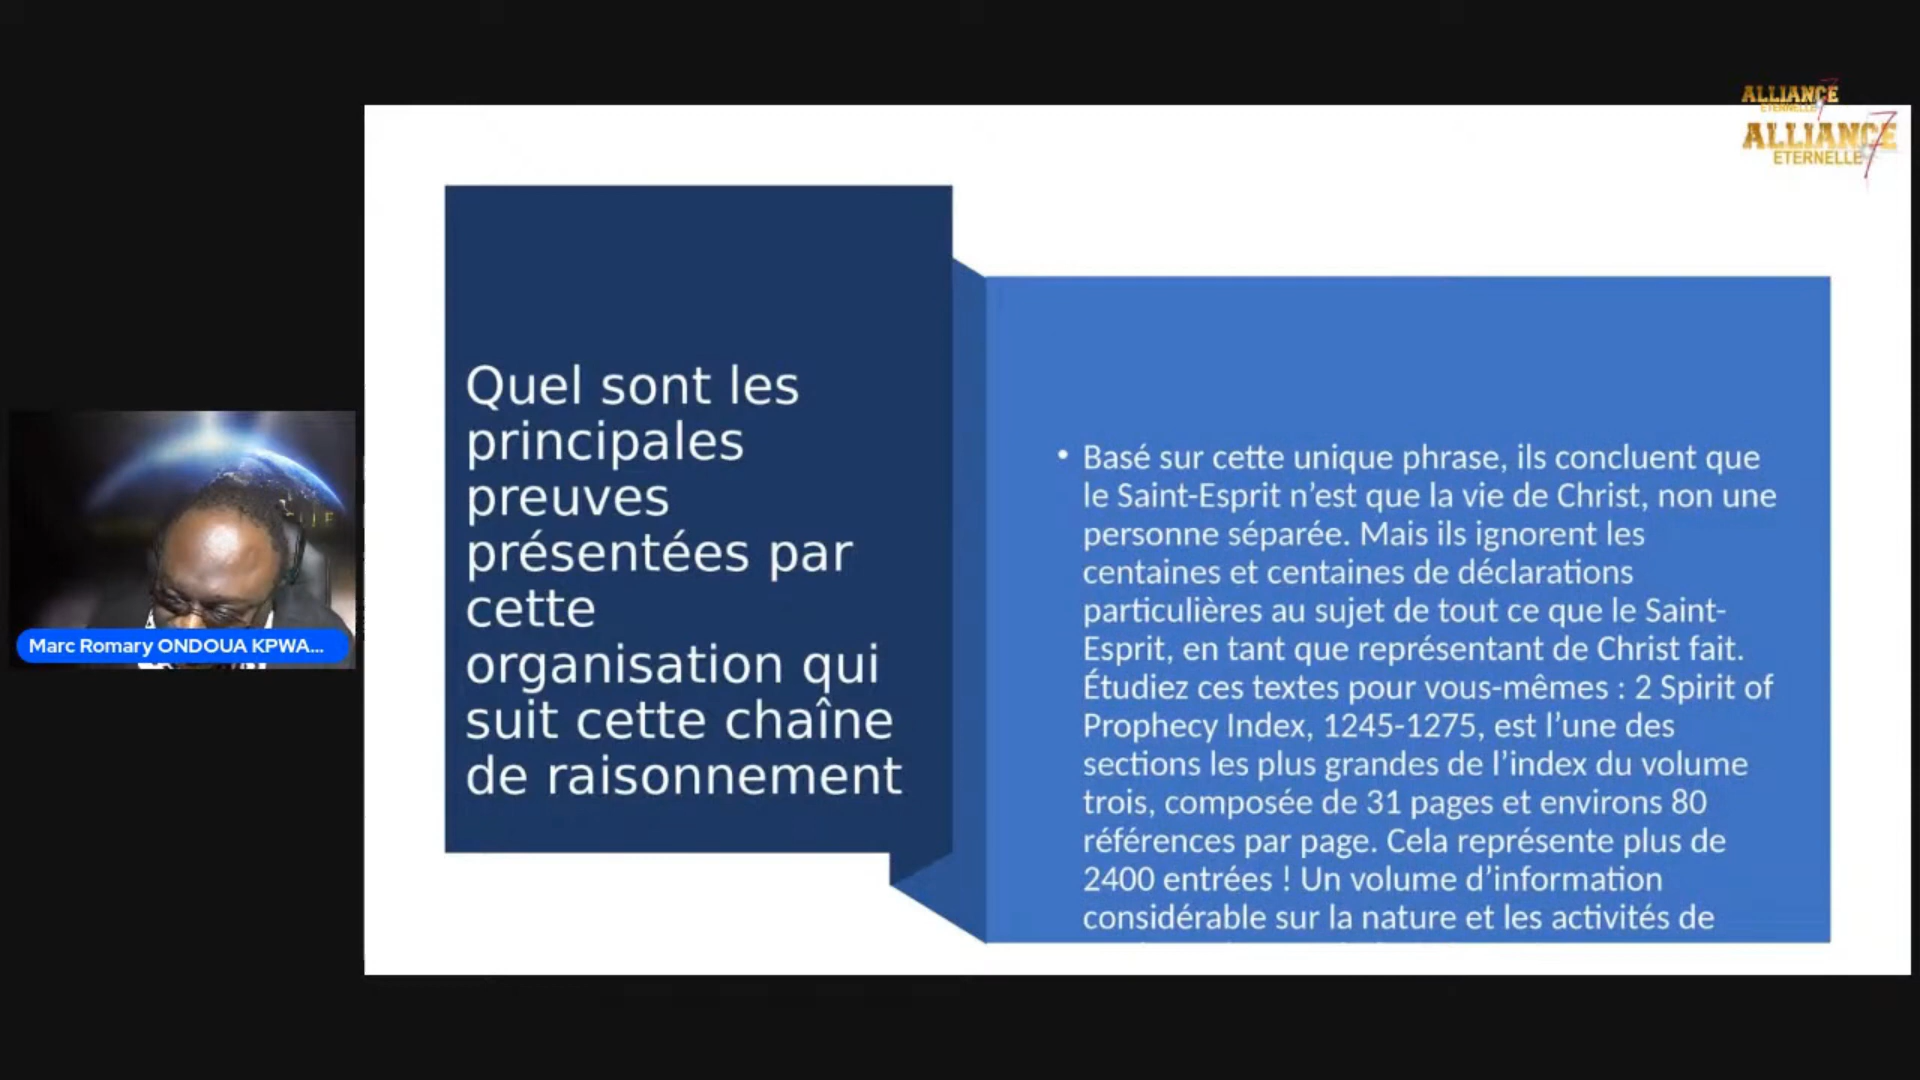 ALLIANCE
ETERNELLE
ALLIANCE 7
ETERNELLE
Quel sont les
principales
preuves
présentées par
cette
organisation qui
suit cette chaîne
de raisonnement
• Basé sur cette unique phrase, ils concluent que
le Saint-Esprit n’est que la vie de Christ, non une
personne séparée. Mais ils ignorent les
centaines et centaines de déclarations
particulières au sujet de tout ce que le Saint-
Esprit, en tant que représentant de Christ fait.
Étudiez ces textes pour vous-mêmes : 2 Spirit of
Prophecy Index, 1245-1275, est l’une des
sections les plus grandes de l’index du volume
trois, composée de 31 pages et environs 80
références par page. Cela représente plus de
2400 entrées ! Un volume d’information
considérable sur la nature et les activités de
Marc Romary ONDOUA KPWA...